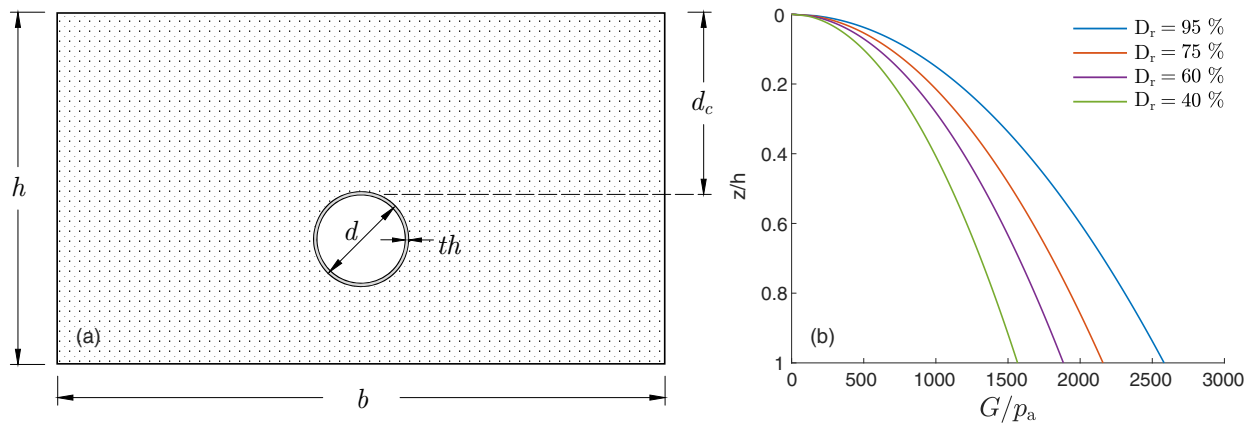 h
d_c
d
th
(a)
b
D_r = 95 %
D_r = 75 %
D_r = 60 %
D_r = 40 %
0
0.2
0.4
0.6
0.8
1
z/h
(b)
0 500 1000 1500 2000 2500 3000
G/p_a